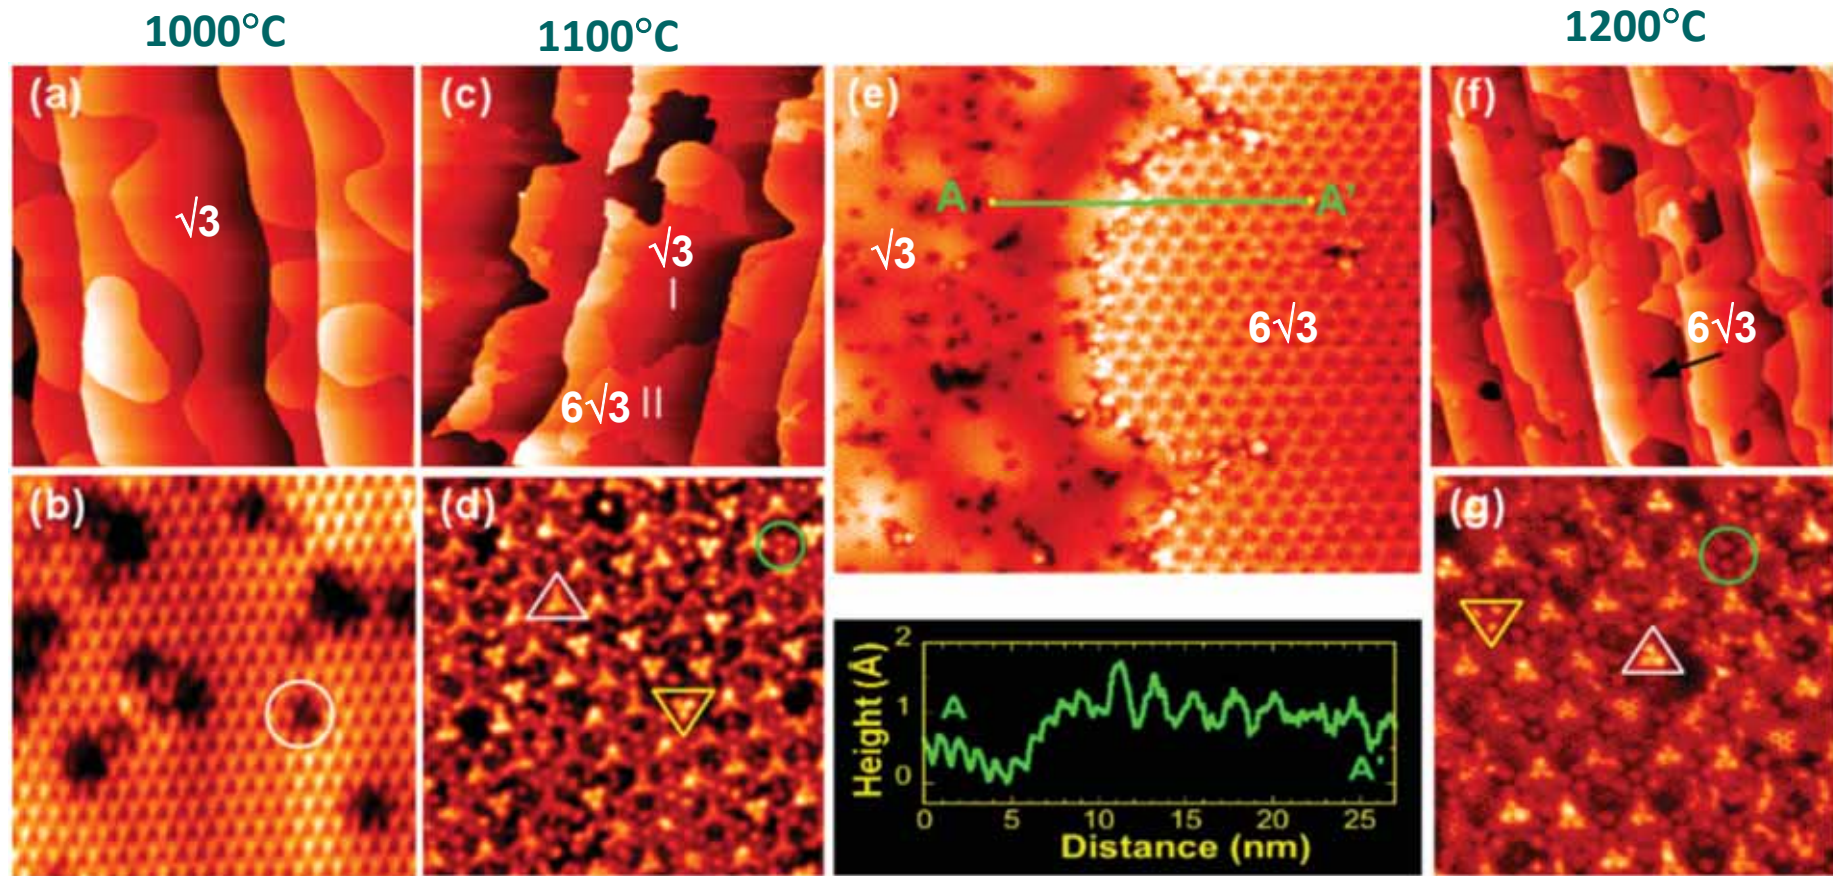 1000°C
1100°C
1200°C
(a)
√3
(c)
√3
I
6√3 II
(e)
A A'
√3
6√3
(f)
6√3
(b)
(d)
(g)
2
1
0
Height (Å)
A
A'
0 5 10 15 20 25
Distance (nm)